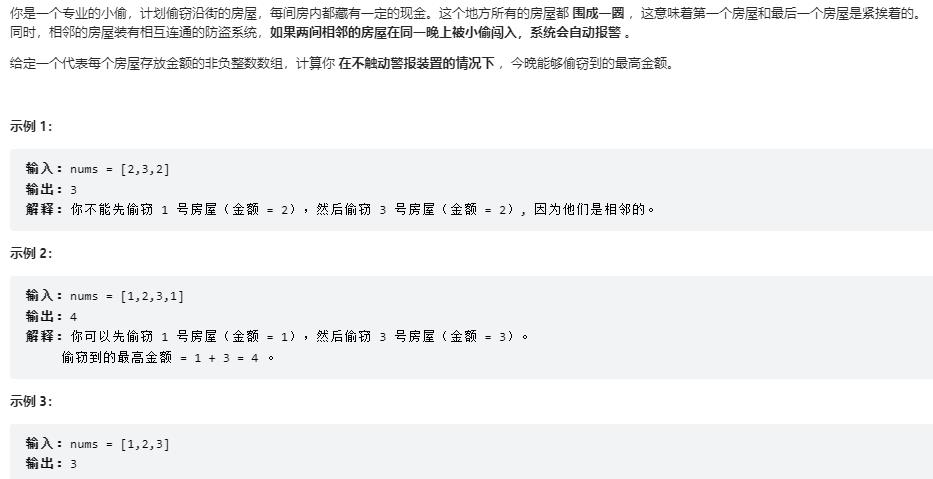 你是一个专业的小偷，计划偷窃沿街的房屋，每间房内都藏有一定的现金。这个地方所有的房屋都 围成一圈 ，这意味着第一个房屋和最后一个房屋是紧挨着的。
同时，相邻的房屋装有相互连通的防盗系统，如果两间相邻的房屋在同一晚上被小偷闯入，系统会自动报警 。
给定一个代表每个房屋存放金额的非负整数数组，计算你 在不触动警报装置的情况下 ，今晚能够偷窃到的最高金额。
示例 1：
输入：nums = [2,3,2]
输出：3
解释：你不能先偷窃 1 号房屋（金额 = 2），然后偷窃 3 号房屋（金额 = 2）, 因为他们是相邻的。
示例 2：
输入：nums = [1,2,3,1]
输出：4
解释：你可以先偷窃 1 号房屋（金额 = 1），然后偷窃 3 号房屋（金额 = 3）。
偷窃到的最高金额 = 1 + 3 = 4 。
示例 3：
输入：nums = [1,2,3]
输出：3